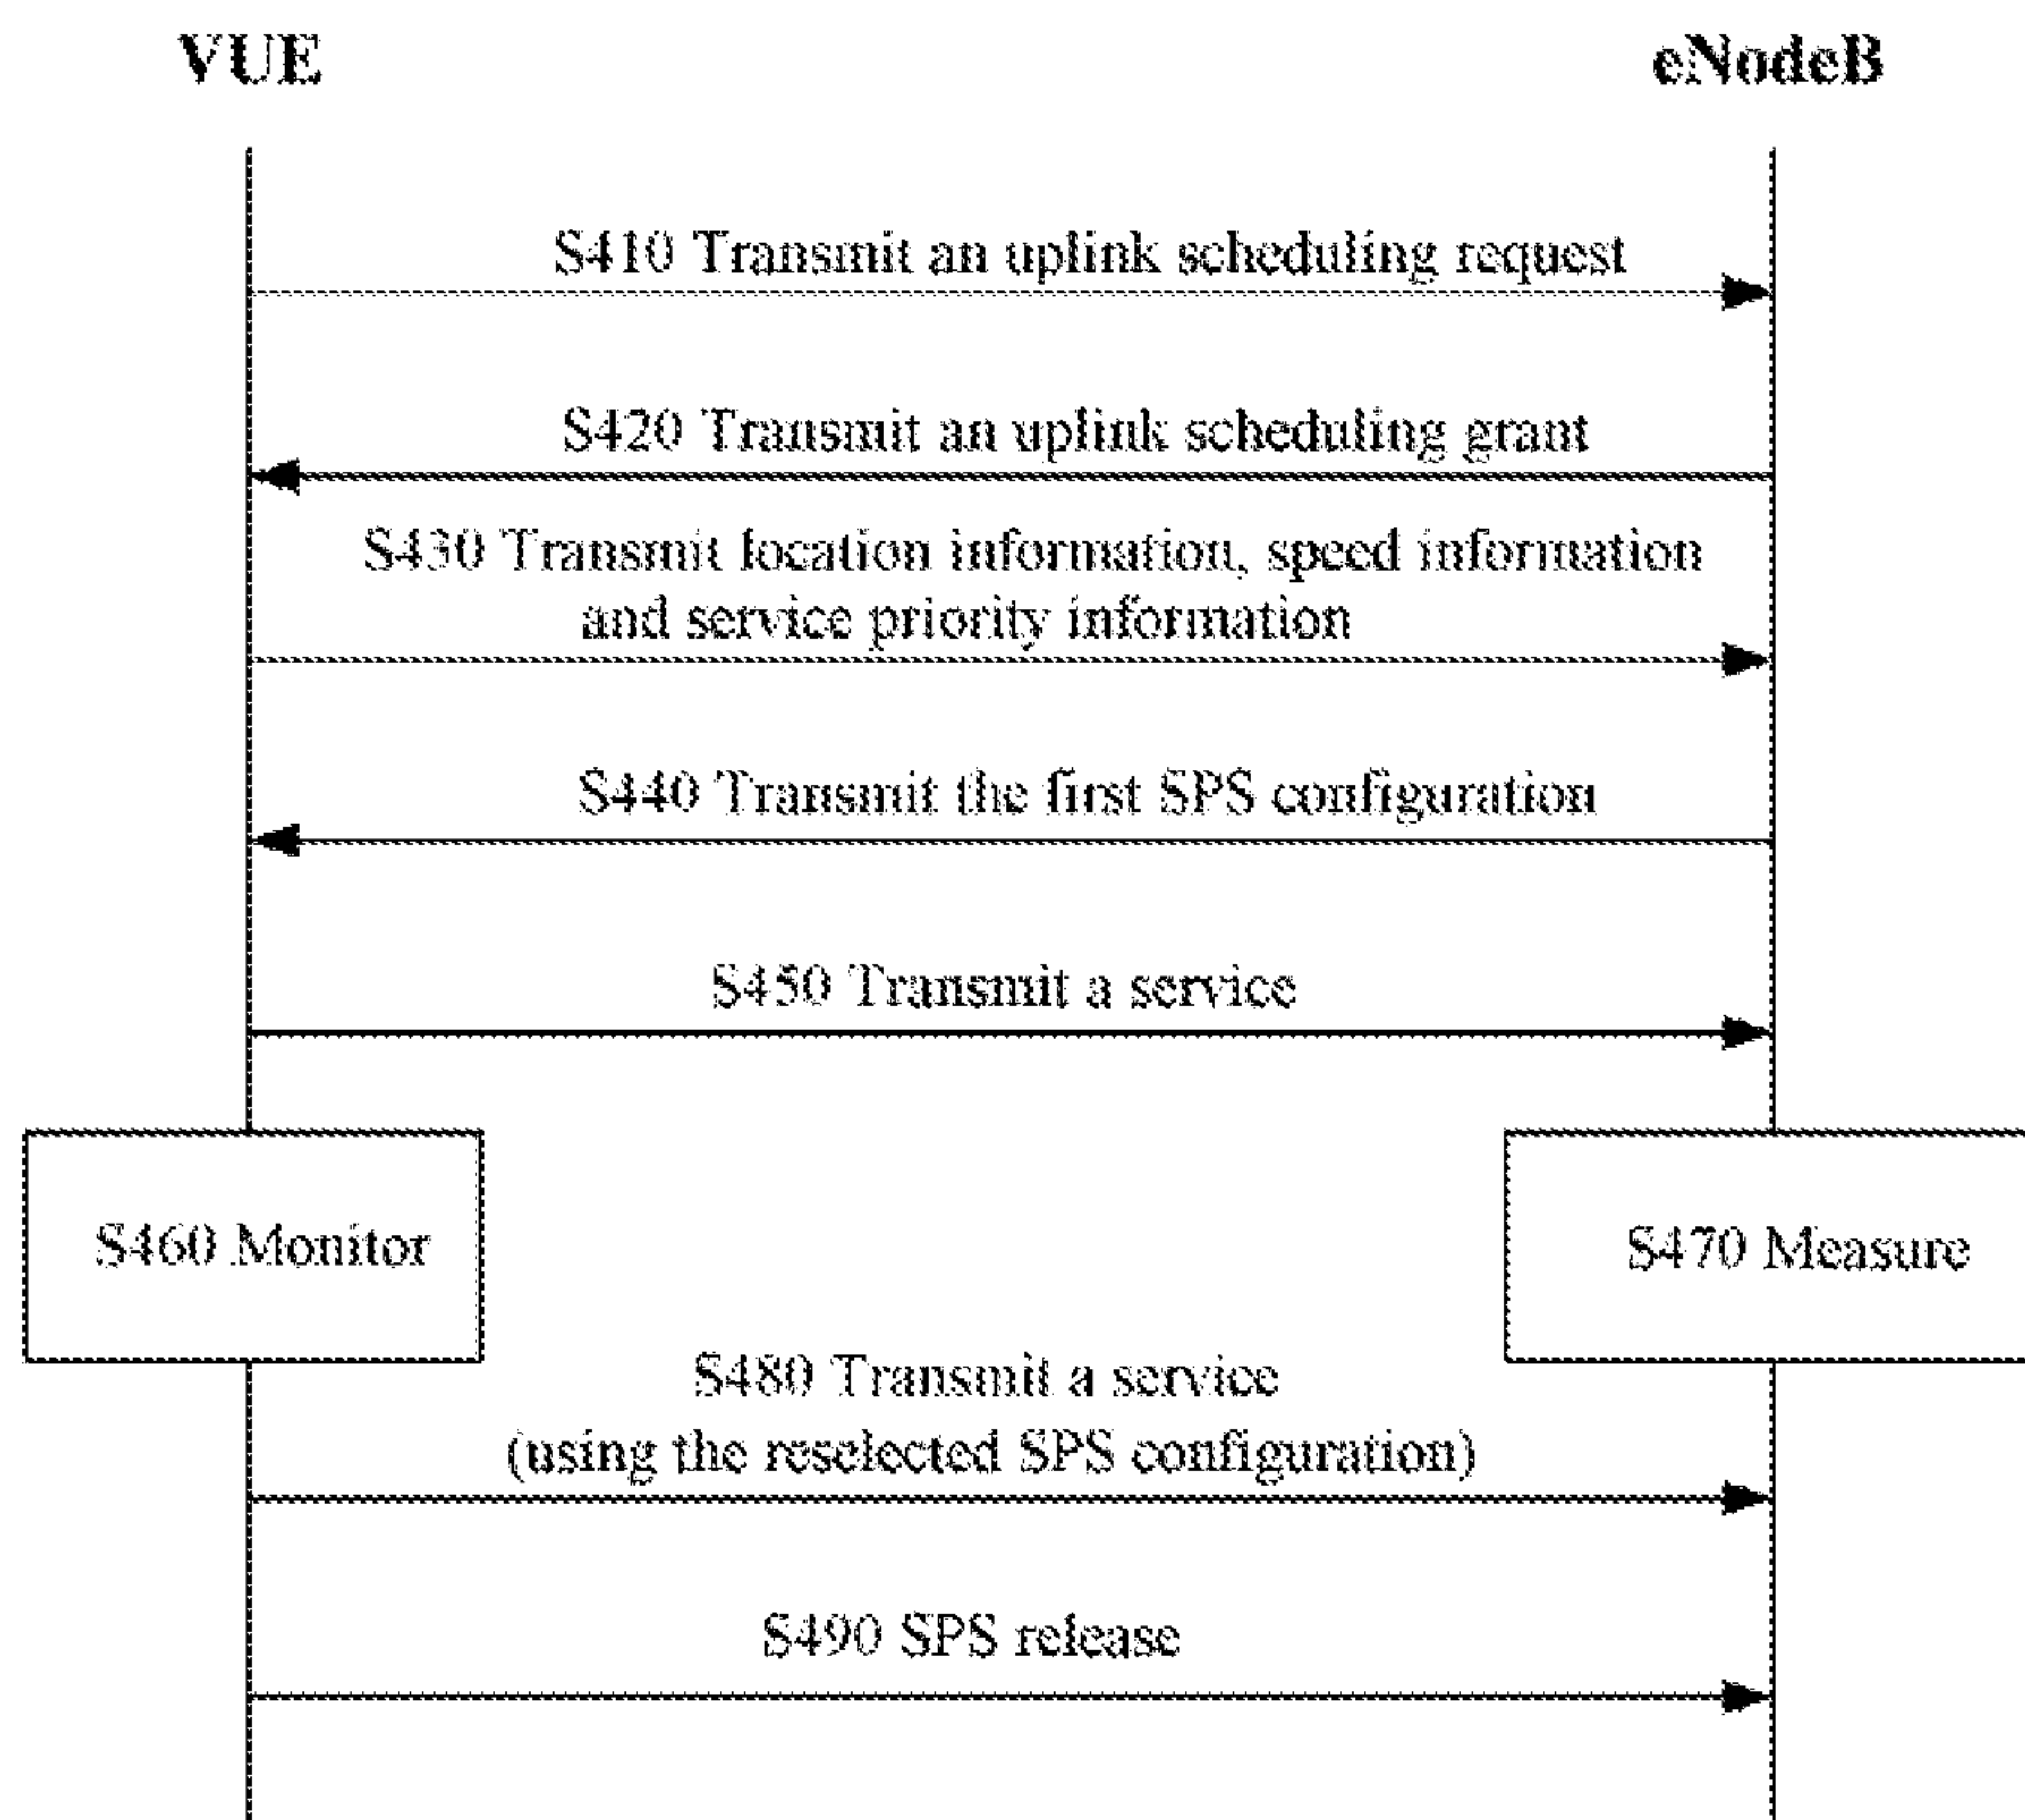 VUE
eNodeB
S410 Transmit an uplink scheduling request
S420 Transmit an uplink scheduling grant
S430 Transmit location information, speed information
and service priority information
S440 Transmit the first SPS configuration
S450 Transmit a service
S460 Monitor
S470 Measure
S480 Transmit a service
(using the reselected SPS configuration)
S490 SPS release